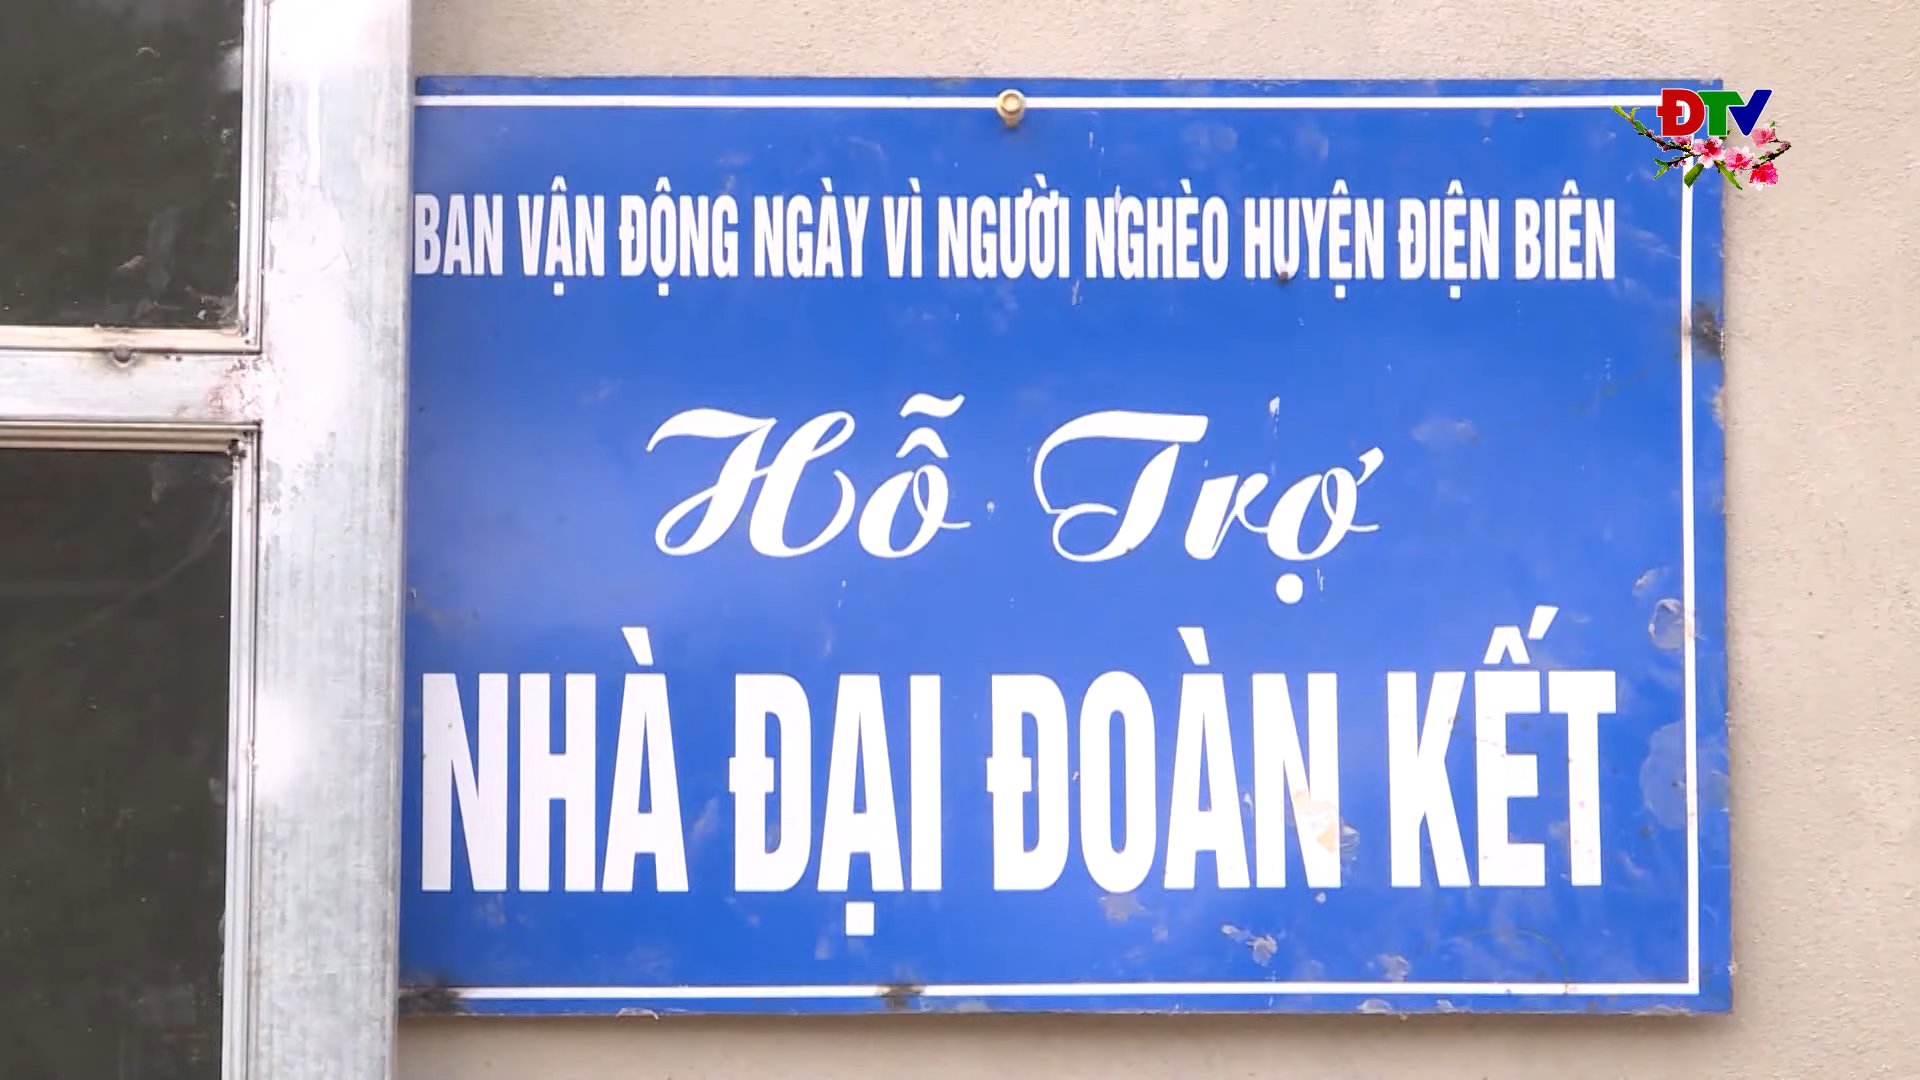 ĐTV
BAN VẬN ĐỘNG NGÀY VÌ NGƯỜI NGHÈO HUYỆN ĐIỆN BIÊN
Hỗ Trợ
NHÀ ĐẠI ĐOÀN KẾT